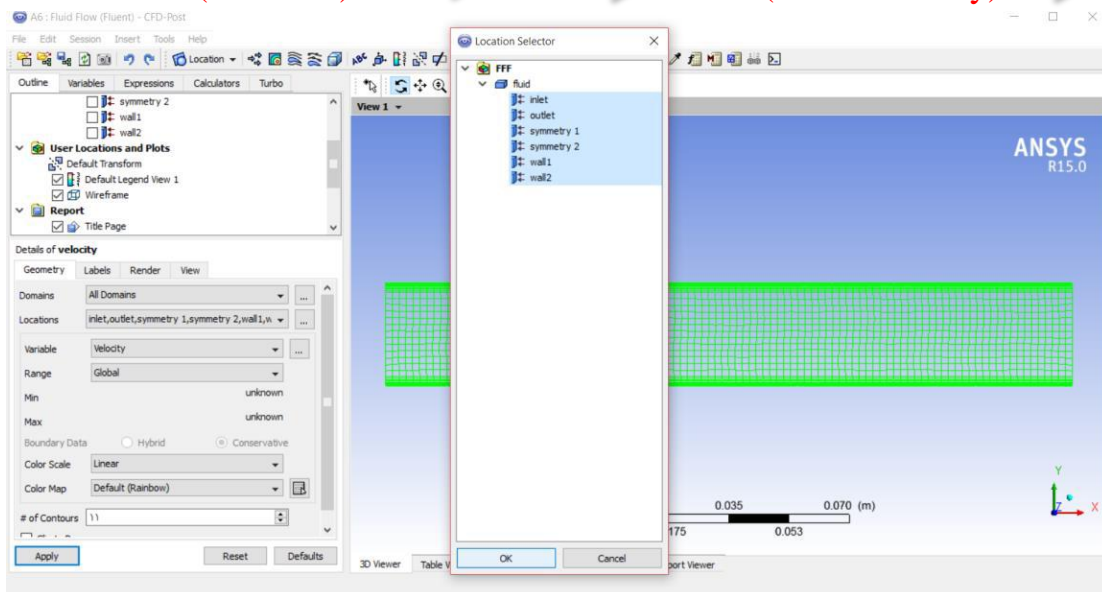 A6 : Fluid Flow (Fluent) - CFD-Post
File Edit Session Insert Tools Help
Location
Outline Variables Expressions Calculators Turbo
symmetry 2
wall1
wall2
User Locations and Plots
Default Transform
Default Legend View 1
Wireframe
Report
Title Page
Details of velocity
Geometry Labels Render View
Domains All Domains ...
Locations inlet,outlet,symmetry 1,symmetry 2,wall1,w ...
Variable Velocity ...
Range Global
Min unknown
Max unknown
Boundary Data Hybrid Conservative
Color Scale Linear
Color Map Default (Rainbow)
# of Contours 11
Apply Reset Defaults
Location Selector
FFF
fluid
inlet
outlet
symmetry 1
symmetry 2
wall1
wall2
OK Cancel
View 1
ANSYS
R15.0
0.035 0.070 (m)
175 0.053
Y
Z X
3D Viewer Table V port Viewer